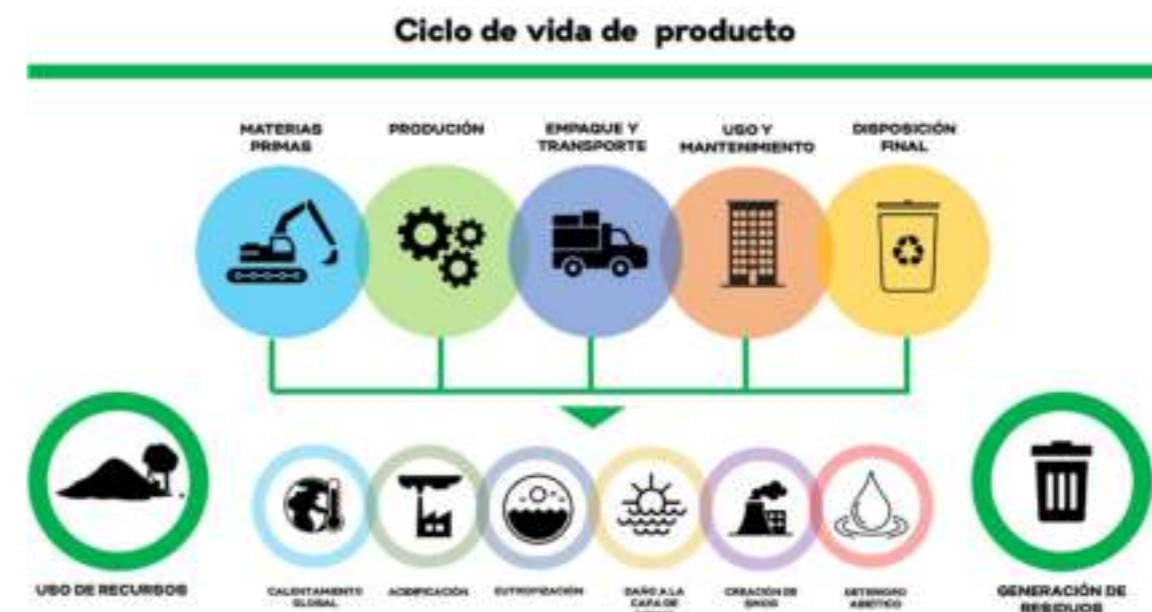 Ciclo de vida de producto
MATERIAS
PRIMAS
PRODUCIÓN
EMPAQUE Y
TRANSPORTE
USO Y
MANTENIMIENTO
DISPOSICIÓN
FINAL
USO DE RECURSOS
CALENTAMIENTO
GLOBAL
ACIDIFICACIÓN
EUTROFIZACIÓN
DAÑO A LA
CAPA DE
CREACIÓN DE
SMOG
DETERIORO
ABIÓTICO
GENERACIÓN DE
RESIDUOS